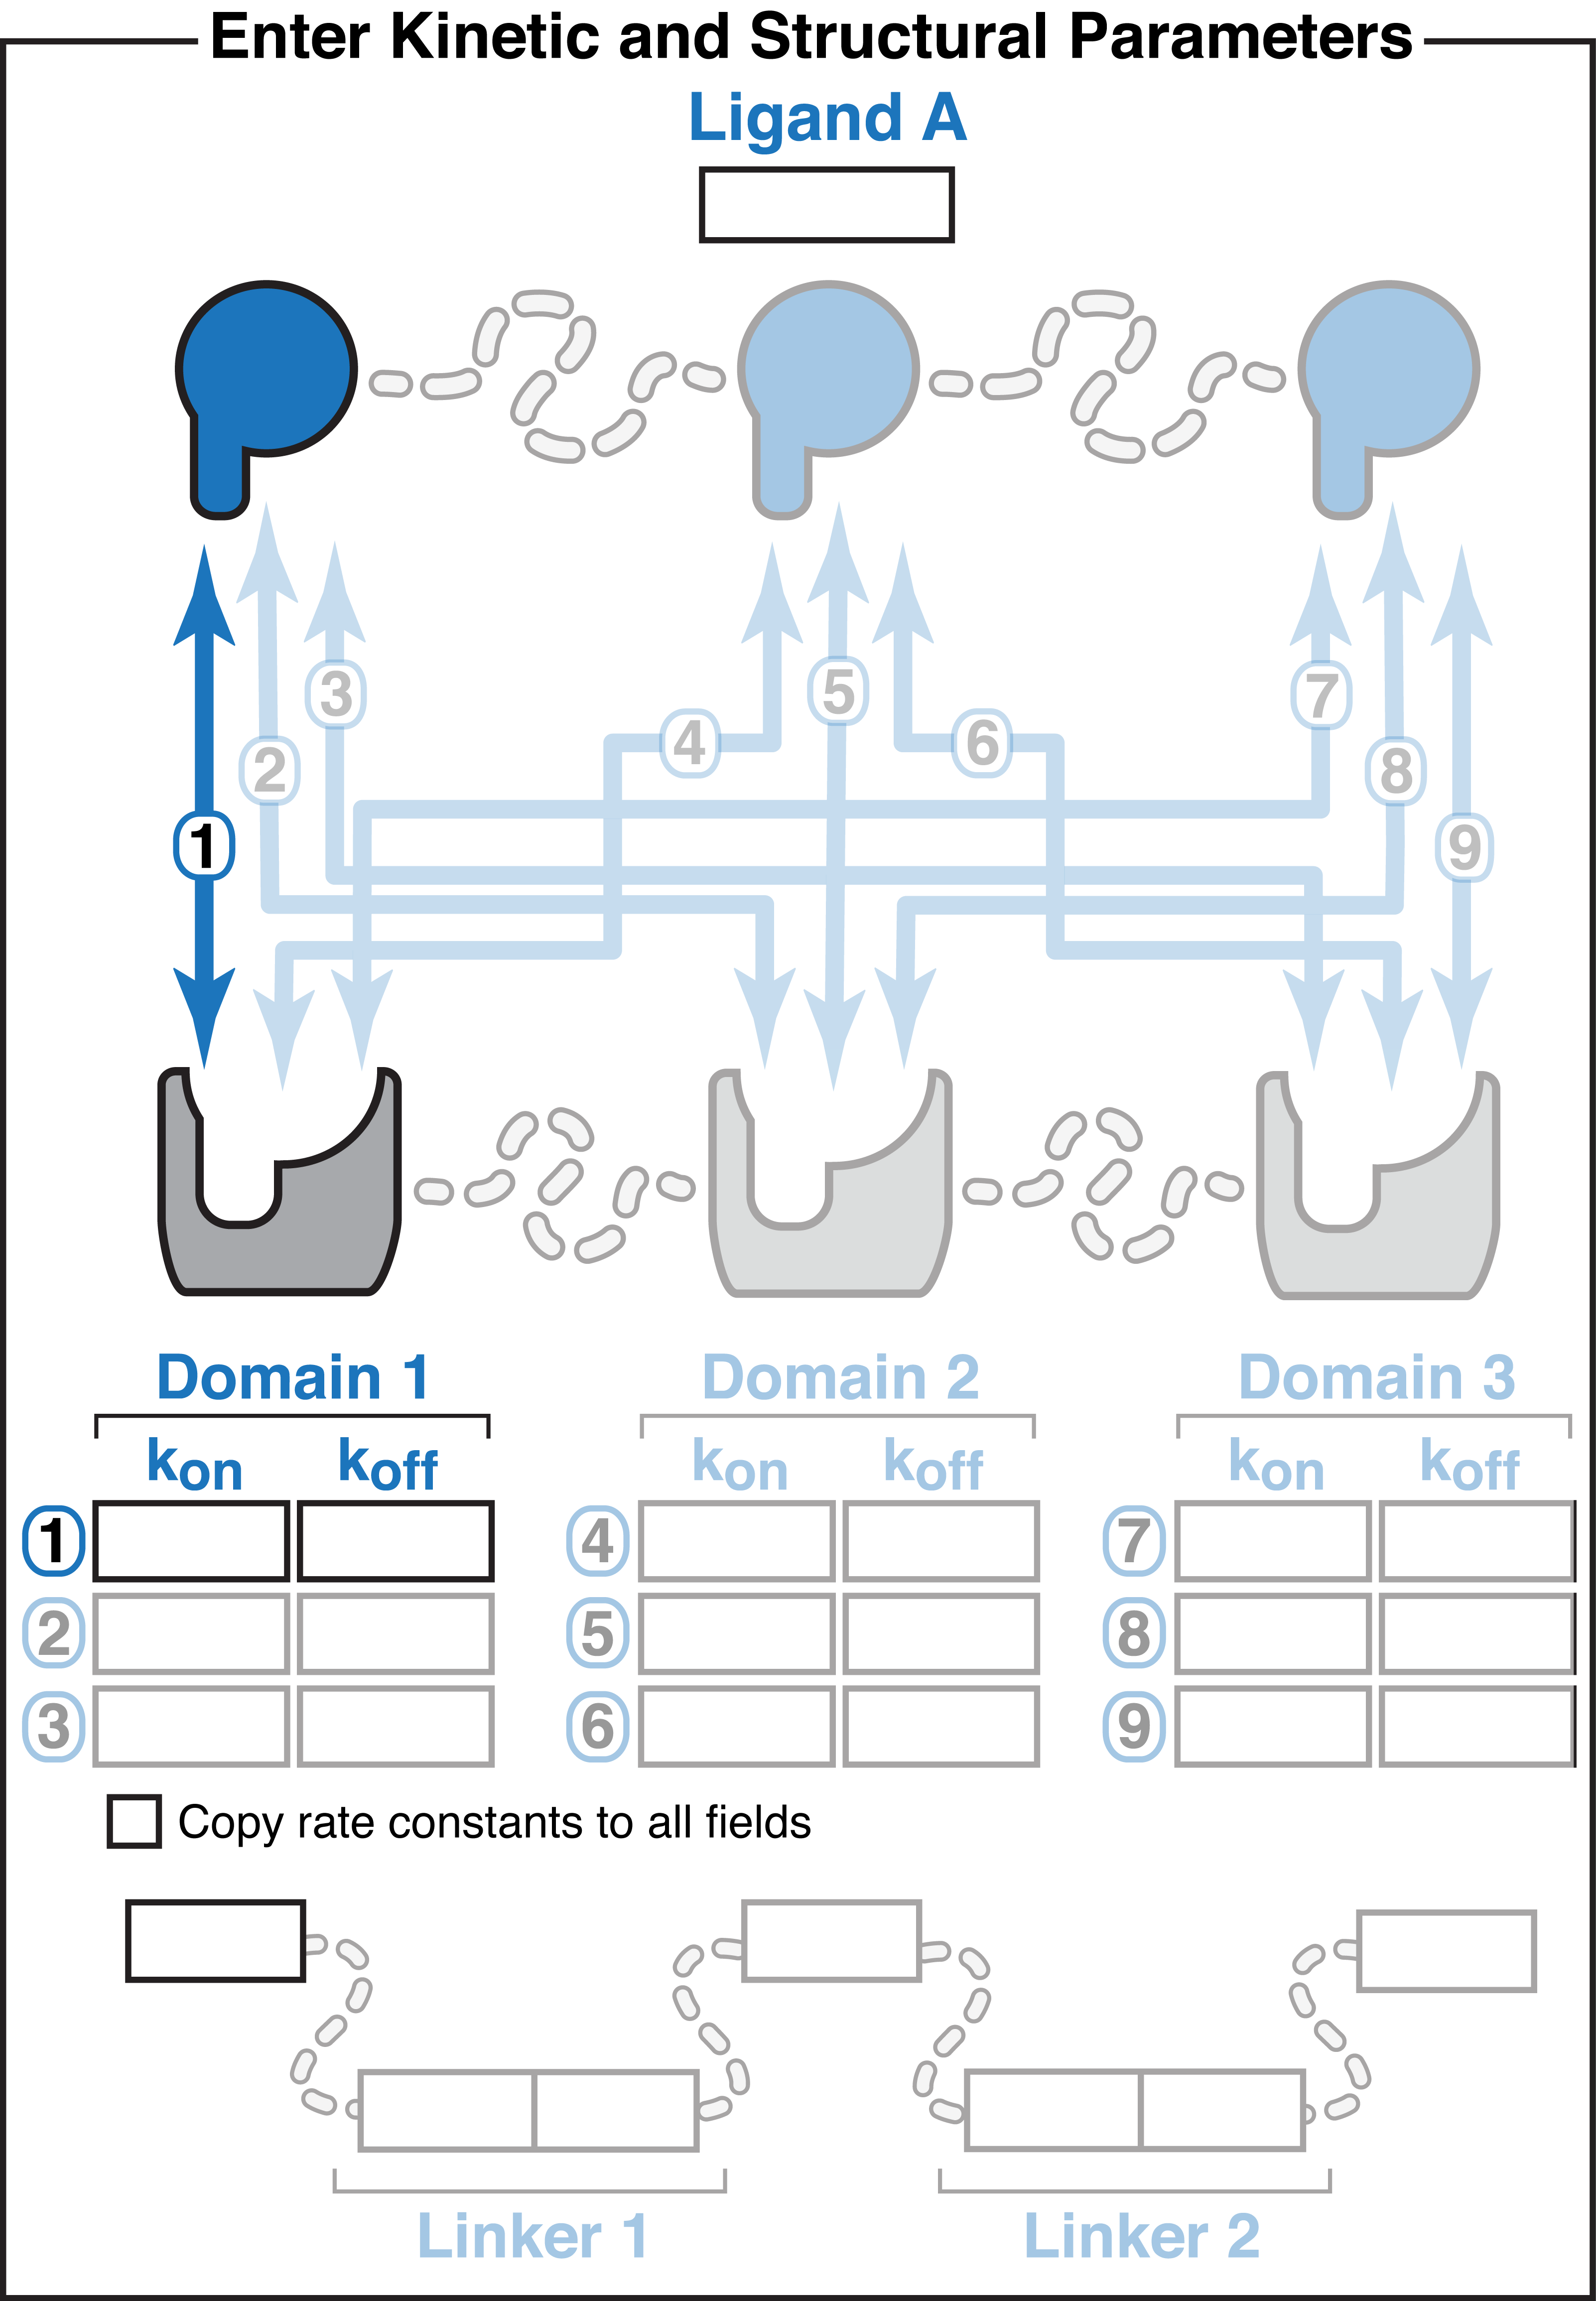 Enter Kinetic and Structural Parameters
Ligand A
3
5
7
4
6
2
8
1
9
Domain 1 Domain 2 Domain 3
kon koff kon koff kon koff
1 4 7
2 5 8
3 6 9
Copy rate constants to all fields
Linker 1 Linker 2